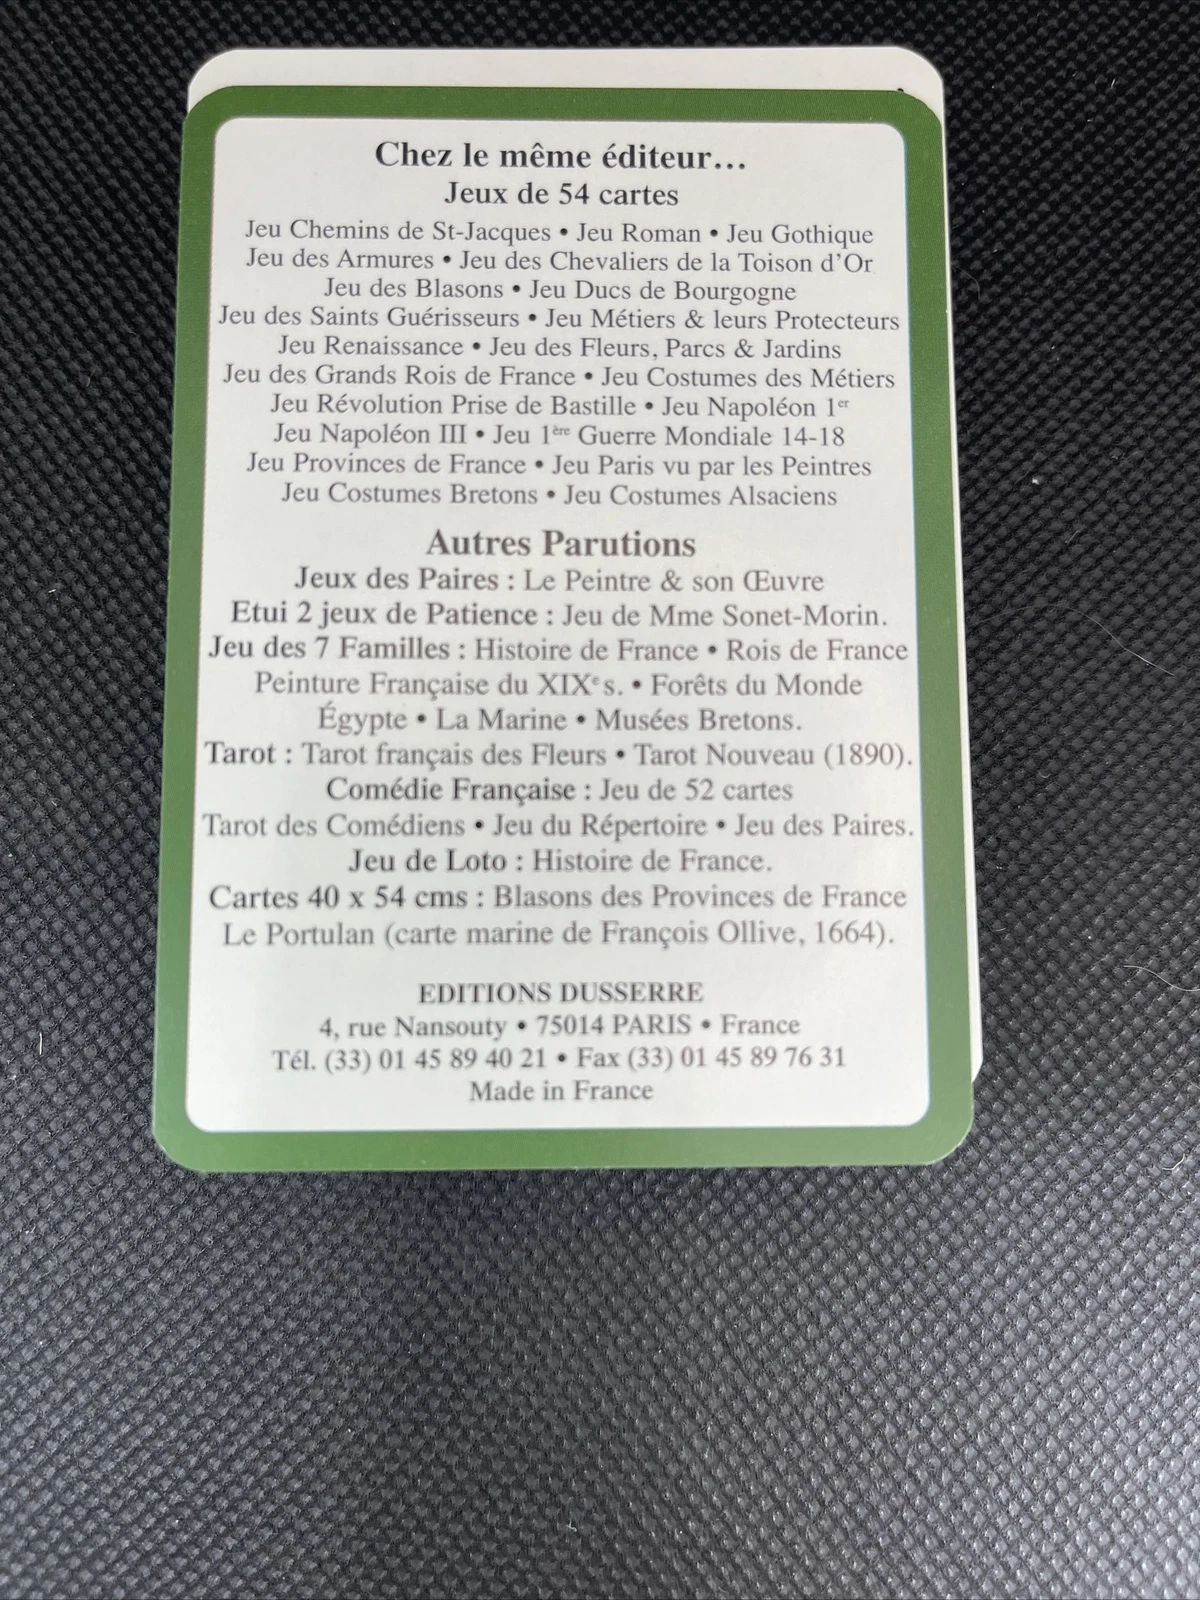 Chez le même éditeur...
Jeux de 54 cartes
Jeu Chemins de St-Jacques • Jeu Roman • Jeu Gothique
Jeu des Armures • Jeu des Chevaliers de la Toison d'Or
Jeu des Blasons • Jeu Ducs de Bourgogne
Jeu des Saints Guérisseurs • Jeu Métiers & leurs Protecteurs
Jeu Renaissance • Jeu des Fleurs, Parcs & Jardins
Jeu des Grands Rois de France • Jeu Costumes des Métiers
Jeu Révolution Prise de Bastille • Jeu Napoléon 1er
Jeu Napoléon III • Jeu 1ère Guerre Mondiale 14-18
Jeu Provinces de France • Jeu Paris vu par les Peintres
Jeu Costumes Bretons • Jeu Costumes Alsaciens
Autres Parutions
Jeux des Paires : Le Peintre & son Œuvre
Etui 2 jeux de Patience : Jeu de Mme Sonet-Morin.
Jeu des 7 Familles : Histoire de France • Rois de France
Peinture Française du XIXe s. • Forêts du Monde
Égypte • La Marine • Musées Bretons.
Tarot : Tarot français des Fleurs • Tarot Nouveau (1890).
Comédie Française : Jeu de 52 cartes
Tarot des Comédiens • Jeu du Répertoire • Jeu des Paires.
Jeu de Loto : Histoire de France.
Cartes 40 x 54 cms : Blasons des Provinces de France
Le Portulan (carte marine de François Ollive, 1664).
EDITIONS DUSSERRE
4, rue Nansouty • 75014 PARIS • France
Tél. (33) 01 45 89 40 21 • Fax (33) 01 45 89 76 31
Made in France